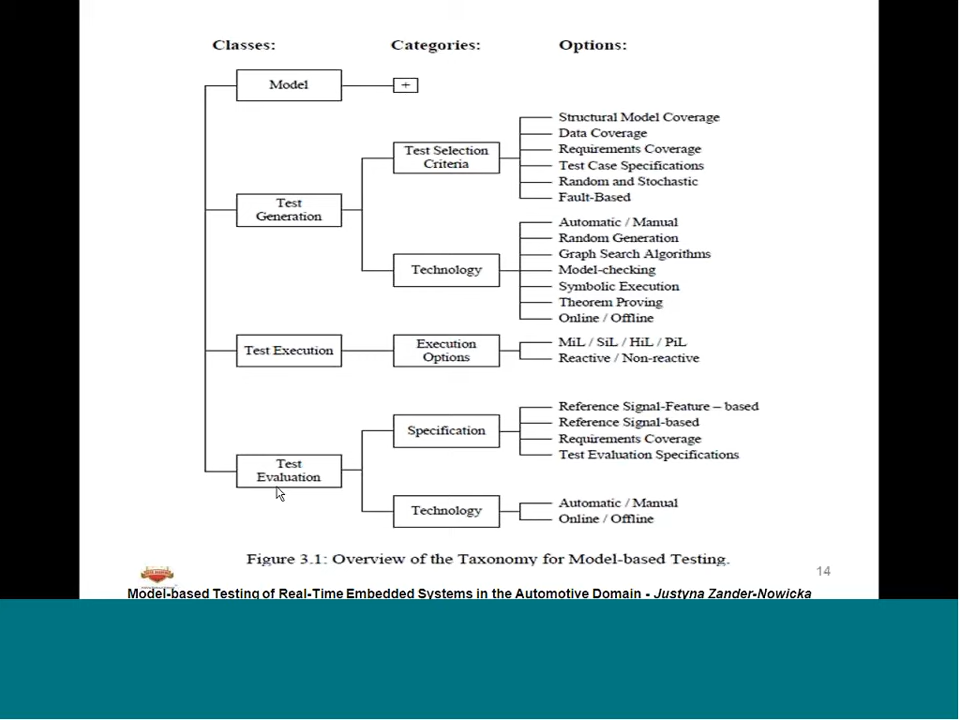 Classes: Categories: Options:
Model
+
Test Selection
Criteria
Structural Model Coverage
Data Coverage
Requirements Coverage
Test Case Specifications
Random and Stochastic
Fault-Based
Test
Generation
Technology
Automatic / Manual
Random Generation
Graph Search Algorithms
Model-checking
Symbolic Execution
Theorem Proving
Online / Offline
Test Execution
Execution
Options
MiL / SiL / HiL / PiL
Reactive / Non-reactive
Test
Evaluation
Specification
Reference Signal-Feature – based
Reference Signal-based
Requirements Coverage
Test Evaluation Specifications
Technology
Automatic / Manual
Online / Offline
Figure 3.1: Overview of the Taxonomy for Model-based Testing.
14
Model-based Testing of Real-Time Embedded Systems in the Automotive Domain - Justyna Zander-Nowicka